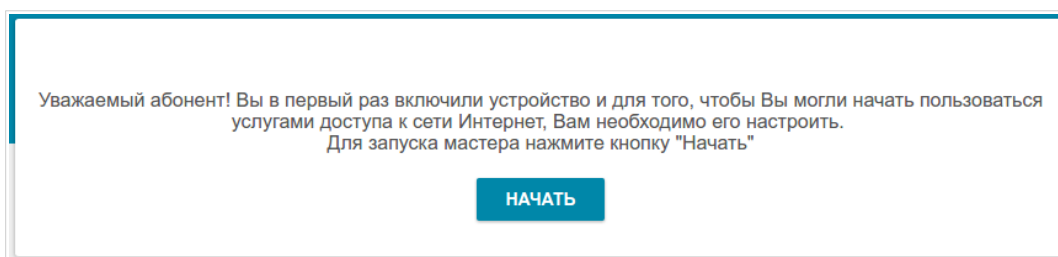 Уважаемый абонент! Вы в первый раз включили устройство и для того, чтобы Вы могли начать пользоваться
услугами доступа к сети Интернет, Вам необходимо его настроить.
Для запуска мастера нажмите кнопку "Начать"
НАЧАТЬ